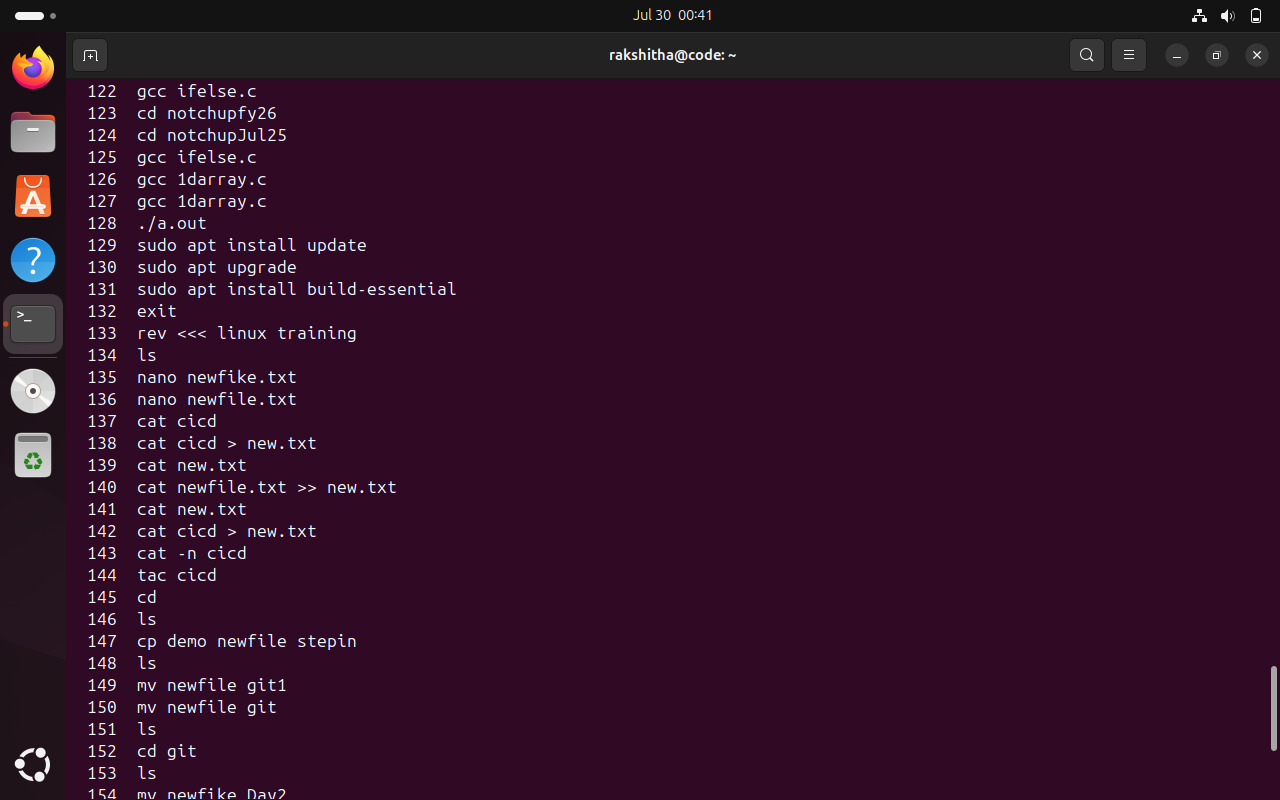 Jul 30 00:41
rakshitha@code: ~
122 gcc ifelse.c
123 cd notchupfy26
124 cd notchupJul25
125 gcc ifelse.c
126 gcc 1darray.c
127 gcc 1darray.c
128 ./a.out
129 sudo apt install update
130 sudo apt upgrade
131 sudo apt install build-essential
132 exit
133 rev <<< linux training
134 ls
135 nano newfike.txt
136 nano newfile.txt
137 cat cicd
138 cat cicd > new.txt
139 cat new.txt
140 cat newfile.txt >> new.txt
141 cat new.txt
142 cat cicd > new.txt
143 cat -n cicd
144 tac cicd
145 cd
146 ls
147 cp demo newfile stepin
148 ls
149 mv newfile git1
150 mv newfile git
151 ls
152 cd git
153 ls
154 mv newfike Day2